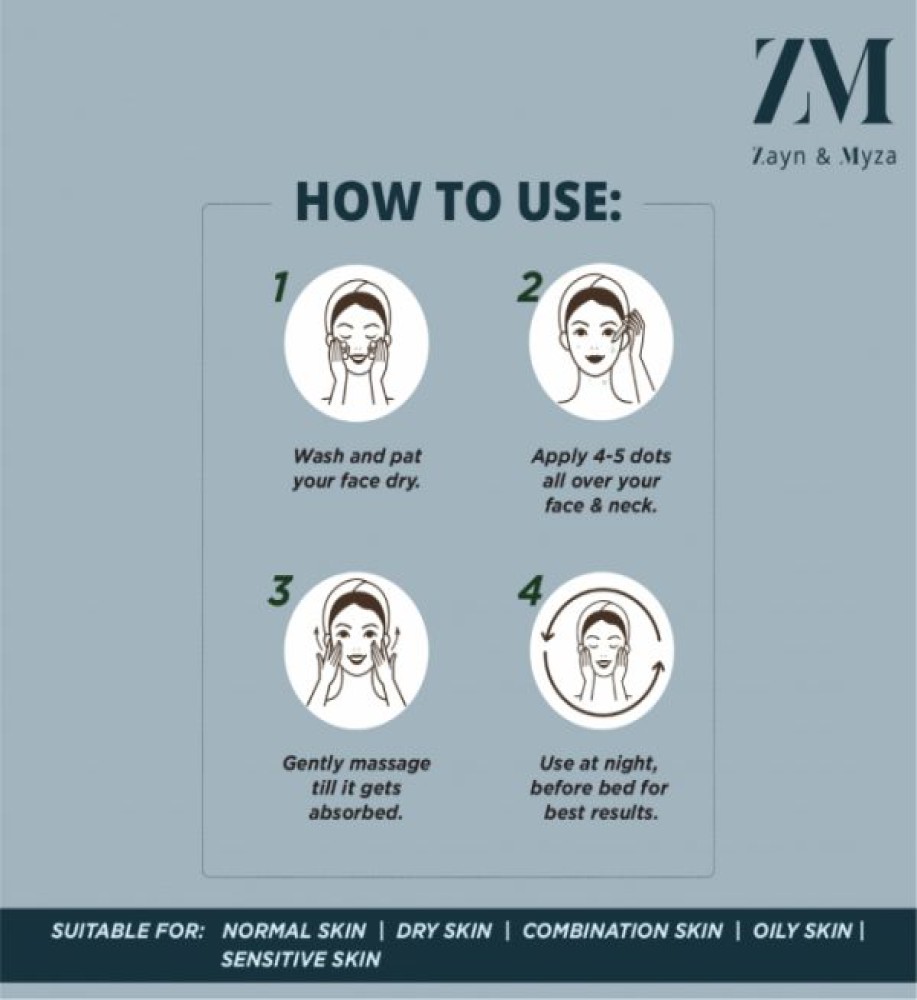 ZM
Zayn & Myza
HOW TO USE:
1
Wash and pat
your face dry.
2
Apply 4-5 dots
all over your
face & neck.
3
Gently massage
till it gets
absorbed.
4
Use at night,
before bed for
best results.
SUITABLE FOR: NORMAL SKIN | DRY SKIN | COMBINATION SKIN | OILY SKIN |
SENSITIVE SKIN